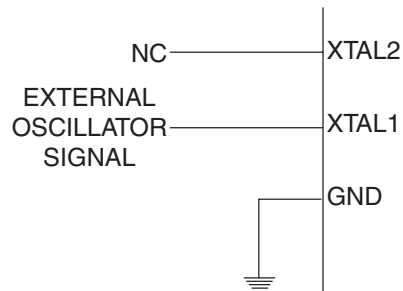 NC
XTAL2
EXTERNAL
OSCILLATOR
SIGNAL
XTAL1
GND